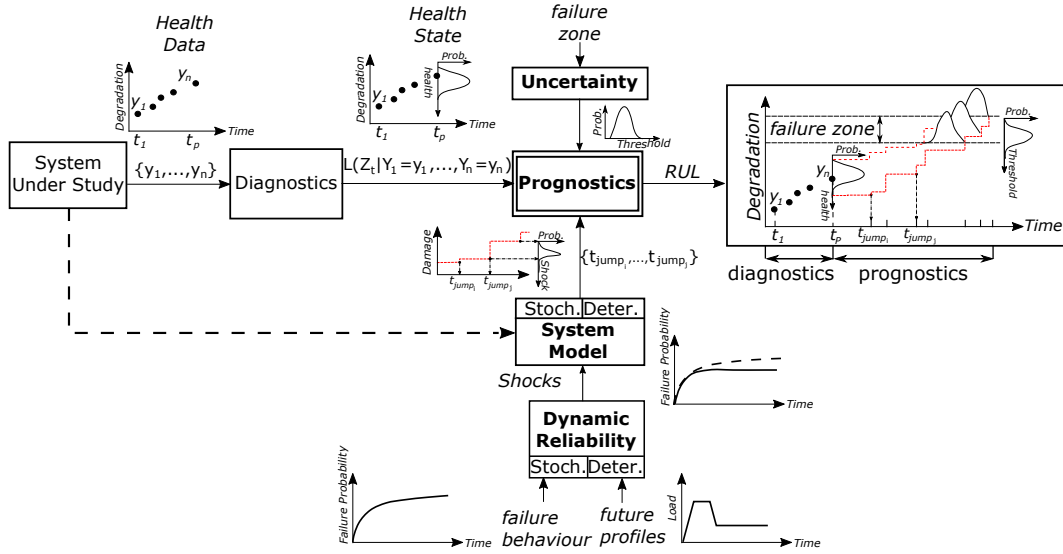 Health
Data
Degradation
y1
yn
t1
tp
Time
Health
State
Degradation
y1
Prob.
health
t1
tp
Time
failure
zone
Uncertainty
Prob.
Threshold
System
Under Study
{y1,...,yn}
Diagnostics
L(Zt|Y1=y1,...,Yn=yn)
Prognostics
RUL
Degradation
failure zone
Prob.
Threshold
y1
yn
Prob.
health
t1
tP
tjumpi
tjumpj
Time
diagnostics
prognostics
Damage
tjumpi
tjumpj
Prob.
Shock
Time
{tjumpi,...,tjumpj}
Stoch.
Deter.
System
Model
Shocks
Failure Probability
Time
Dynamic
Reliability
Stoch.
Deter.
Failure Probability
Time
failure
behaviour
future
profiles
Load
Time